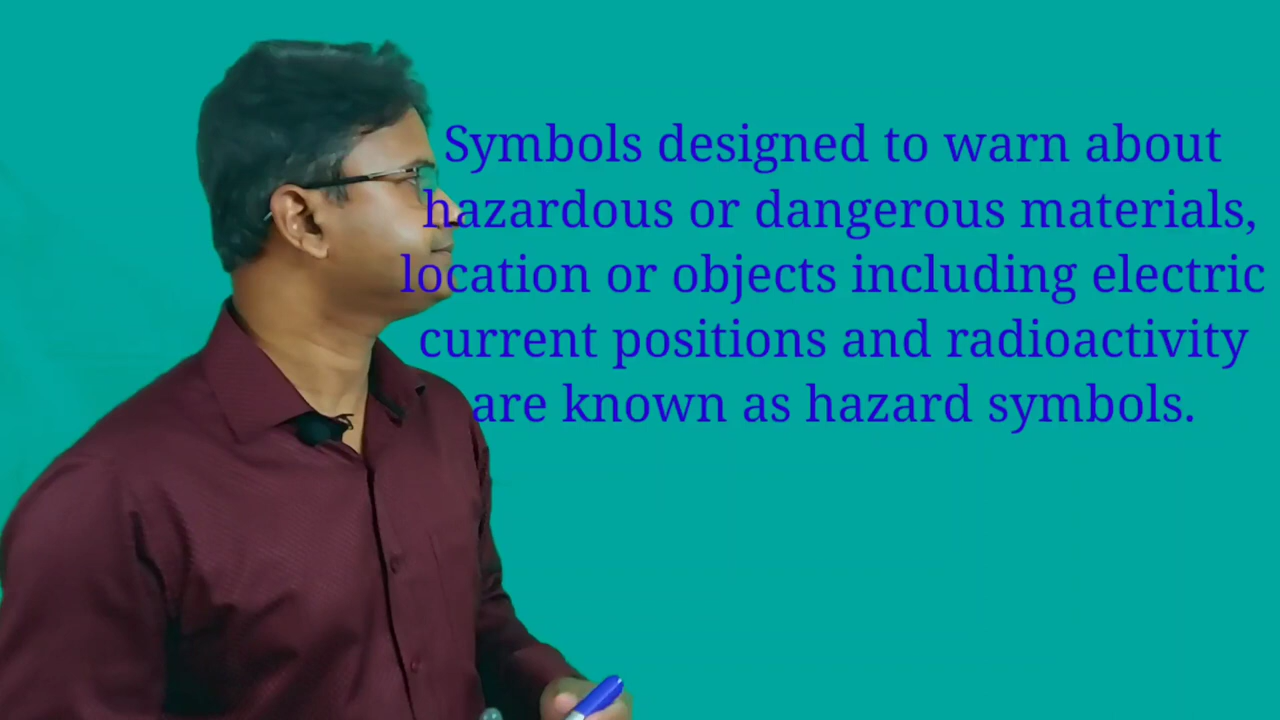 Symbols designed to warn about
hazardous or dangerous materials,
location or objects including electric
current positions and radioactivity
are known as hazard symbols.